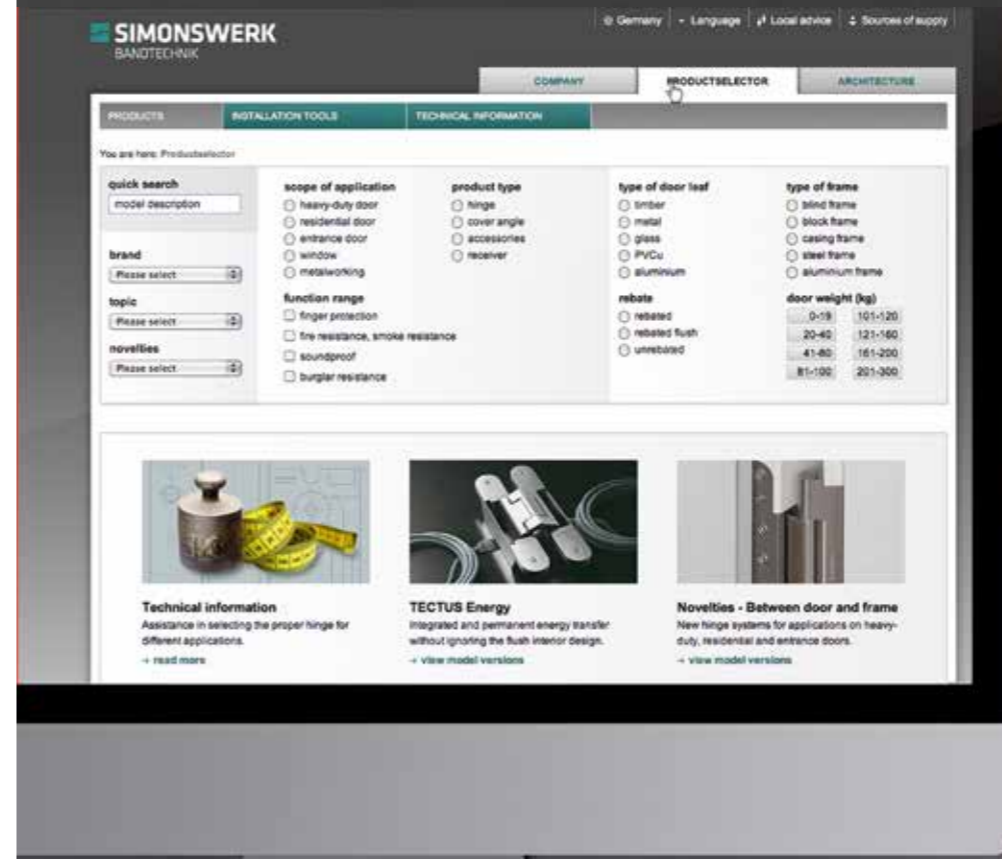 SIMONSWERK
BANDTECHNIK
Germany
Language
Local advice
Sources of supply
COMPANY
PRODUCTSELECTOR
ARCHITECTURE
PRODUCTS
INSTALLATION TOOLS
TECHNICAL INFORMATION
You are here: Productselector
quick search
model description
brand
Please select
topic
Please select
novelties
Please select
scope of application
heavy-duty door
residential door
entrance door
window
metalworking
product type
hinge
cover angle
accessories
receiver
function range
finger protection
fire resistance, smoke resistance
soundproof
burglar resistance
type of door leaf
timber
metal
glass
PVCu
aluminium
type of frame
blind frame
block frame
casing frame
steel frame
aluminium frame
rebate
rebated
rebated flush
unrebated
door weight (kg)
0-19 101-120
20-40 121-160
41-80 161-200
81-100 201-300
Technical information
Assistance in selecting the proper hinge for
different applications.
→ read more
TECTUS Energy
Integrated and permanent energy transfer
without ignoring the flush interior design.
→ view model versions
Novelties - Between door and frame
New hinge systems for applications on heavy-
duty, residential and entrance doors.
→ view model versions